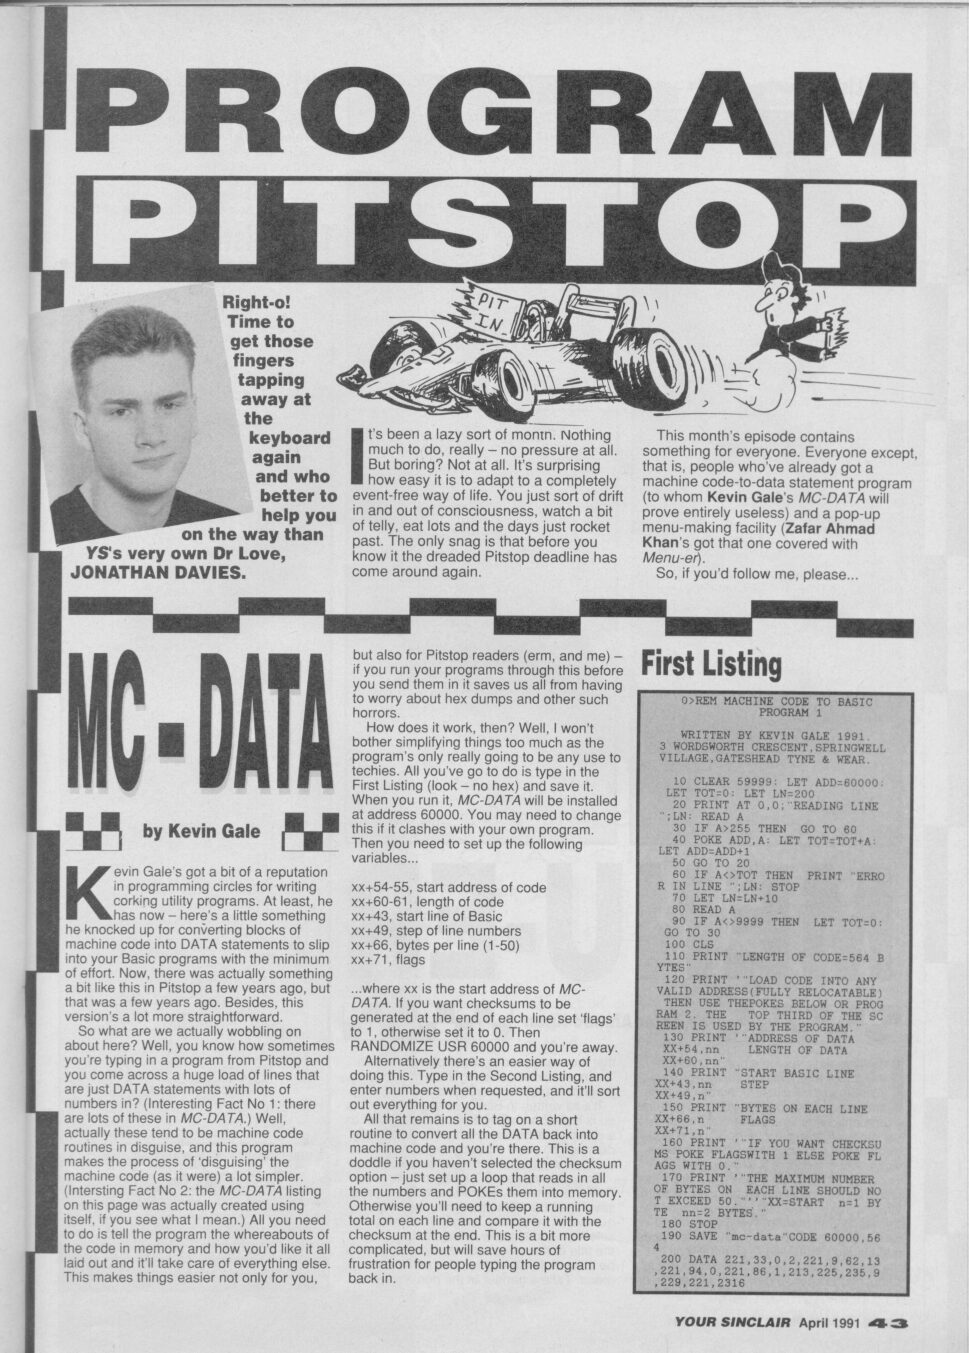 PROGRAM
PITSTOP
Right-o!
Time to
get those
fingers
tapping
away at
the
keyboard
again
and who
better to
help you
on the way than
YS's very own Dr Love,
JONATHAN DAVIES.
PIT
IN
It's been a lazy sort of month. Nothing
much to do, really – no pressure at all.
But boring? Not at all. It's surprising
how easy it is to adapt to a completely
event-free way of life. You just sort of drift
in and out of consciousness, watch a bit
of telly, eat lots and the days just rocket
past. The only snag is that before you
know it the dreaded Pitstop deadline has
come around again.
This month's episode contains
something for everyone. Everyone except,
that is, people who've already got a
machine code-to-data statement program
(to whom Kevin Gale's MC-DATA will
prove entirely useless) and a pop-up
menu-making facility (Zafar Ahmad
Khan's got that one covered with
Menu-er).
So, if you'd follow me, please...
MC-DATA
by Kevin Gale
Kevin Gale's got a bit of a reputation
in programming circles for writing
corking utility programs. At least, he
has now – here's a little something
he knocked up for converting blocks of
machine code into DATA statements to slip
into your Basic programs with the minimum
of effort. Now, there was actually something
a bit like this in Pitstop a few years ago, but
that was a few years ago. Besides, this
version's a lot more straightforward.
So what are we actually wobbling on
about here? Well, you know how sometimes
you're typing in a program from Pitstop and
you come across a huge load of lines that
are just DATA statements with lots of
numbers in? (Interesting Fact No 1: there
are lots of these in MC-DATA.) Well,
actually these tend to be machine code
routines in disguise, and this program
makes the process of 'disguising' the
machine code (as it were) a lot simpler.
(Intersting Fact No 2: the MC-DATA listing
on this page was actually created using
itself, if you see what I mean.) All you need
to do is tell the program the whereabouts of
the code in memory and how you'd like it all
laid out and it'll take care of everything else.
This makes things easier not only for you,
but also for Pitstop readers (erm, and me) –
if you run your programs through this before
you send them in it saves us all from having
to worry about hex dumps and other such
horrors.
How does it work, then? Well, I won't
bother simplifying things too much as the
program's only really going to be any use to
techies. All you've go to do is type in the
First Listing (look – no hex) and save it.
When you run it, MC-DATA will be installed
at address 60000. You may need to change
this if it clashes with your own program.
Then you need to set up the following
variables...
xx+54-55, start address of code
xx+60-61, length of code
xx+43, start line of Basic
xx+49, step of line numbers
xx+66, bytes per line (1-50)
xx+71, flags
...where xx is the start address of MC-
DATA. If you want checksums to be
generated at the end of each line set 'flags'
to 1, otherwise set it to 0. Then
RANDOMIZE USR 60000 and you're away.
Alternatively there's an easier way of
doing this. Type in the Second Listing, and
enter numbers when requested, and it'll sort
out everything for you.
All that remains is to tag on a short
routine to convert all the DATA back into
machine code and you're there. This is a
doddle if you haven't selected the checksum
option – just set up a loop that reads in all
the numbers and POKEs them into memory.
Otherwise you'll need to keep a running
total on each line and compare it with the
checksum at the end. This is a bit more
complicated, but will save hours of
frustration for people typing the program
back in.
First Listing
0>REM MACHINE CODE TO BASIC
PROGRAM 1
WRITTEN BY KEVIN GALE 1991.
3 WORDSWORTH CRESCENT,SPRINGWELL
VILLAGE,GATESHEAD TYNE & WEAR.
10 CLEAR 59999: LET ADD=60000:
LET TOT=0: LET LN=200
20 PRINT AT 0,0;"READING LINE
";LN: READ A
30 IF A>255 THEN GO TO 60
40 POKE ADD,A: LET TOT=TOT+A:
LET ADD=ADD+1
50 GO TO 20
60 IF A<>TOT THEN PRINT "ERRO
R IN LINE ";LN: STOP
70 LET LN=LN+10
80 READ A
90 IF A<>9999 THEN LET TOT=0:
GO TO 30
100 CLS
110 PRINT "LENGTH OF CODE=564 B
YTES"
120 PRINT '"LOAD CODE INTO ANY
VALID ADDRESS(FULLY RELOCATABLE)
THEN USE THEPOKES BELOW OR PROG
RAM 2. THE TOP THIRD OF THE SC
REEN IS USED BY THE PROGRAM."
130 PRINT '"ADDRESS OF DATA
XX+54,nn LENGTH OF DATA
XX+60,nn"
140 PRINT "START BASIC LINE
XX+43,nn STEP
XX+49,n"
150 PRINT "BYTES ON EACH LINE
XX+66,n FLAGS
XX+71,n"
160 PRINT '"IF YOU WANT CHECKSU
MS POKE FLAGSWITH 1 ELSE POKE FL
AGS WITH 0."
170 PRINT '"THE MAXIMUM NUMBER
OF BYTES ON EACH LINE SHOULD NO
T EXCEED 50."''"XX=START n=1 BY
TE nn=2 BYTES."
180 STOP
190 SAVE "mc-data"CODE 60000,56
4
200 DATA 221,33,0,2,221,9,62,13
,221,94,0,221,86,1,213,225,235,9
,229,221,2316
YOUR SINCLAIR April 1991 43